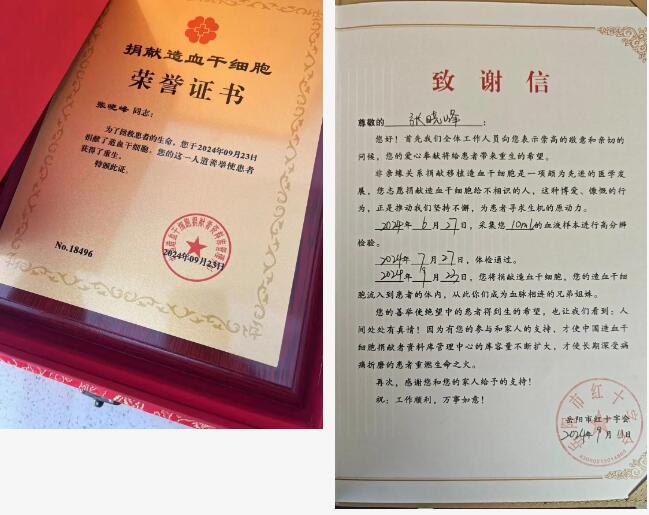 捐献造血干细胞
荣誉证书
张晓峰 同志:
为了拯救患者的生命,您于2024年09月23日
捐献了造血干细胞,您的这一人道善举使患者
获得了重生。
特颁此证。
No.18496
2024年09月23日
致谢信
尊敬的 张晓峰 :
您好!首先我们全体工作人员向您表示崇高的敬意和亲切的
问候,您的爱心奉献将给患者带来重生的希望。
非亲缘关系捐献移植造血干细胞是一项颇为先进的医学发
展,您志愿捐献造血干细胞给不相识的人,这种博爱、慷慨的行
为,正是推动我们坚持不懈,为患者寻求生机的原动力。
2024年6月27日,采集您10ml的血液样本进行高分辨
检验。
2024年7月27日,体检通过。
2024年9月23日,您将捐献造血干细胞,您的造血干细
胞流入到患者的体内,从此你们成为血脉相连的兄弟姐妹。
您的善举使绝望中的患者得到生的希望,也让我们看到:人
间处处有真情!因为有您的参与和家人的支持,才使中国造血干
细胞捐献者资料库管理中心的库容量不断扩大,才使长期深受病
痛折磨的患者重燃生命之火。
再次,感谢您和您的家人给予的支持!
祝:工作顺利,万事如意!
岳阳市红十字会
2024年9月 日
岳阳市红十字会